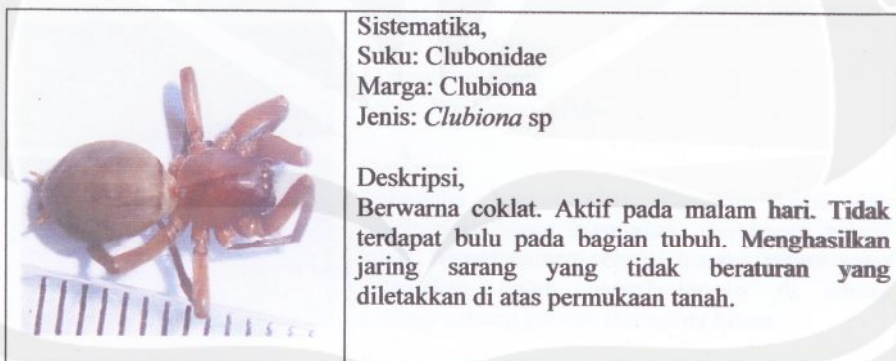 Sistematika,
Suku: Clubonidae
Marga: Clubiona
Jenis: Clubiona sp
Deskripsi,
Berwarna coklat. Aktif pada malam hari. Tidak
terdapat bulu pada bagian tubuh. Menghasilkan
jaring sarang yang tidak beraturan yang
diletakkan di atas permukaan tanah.